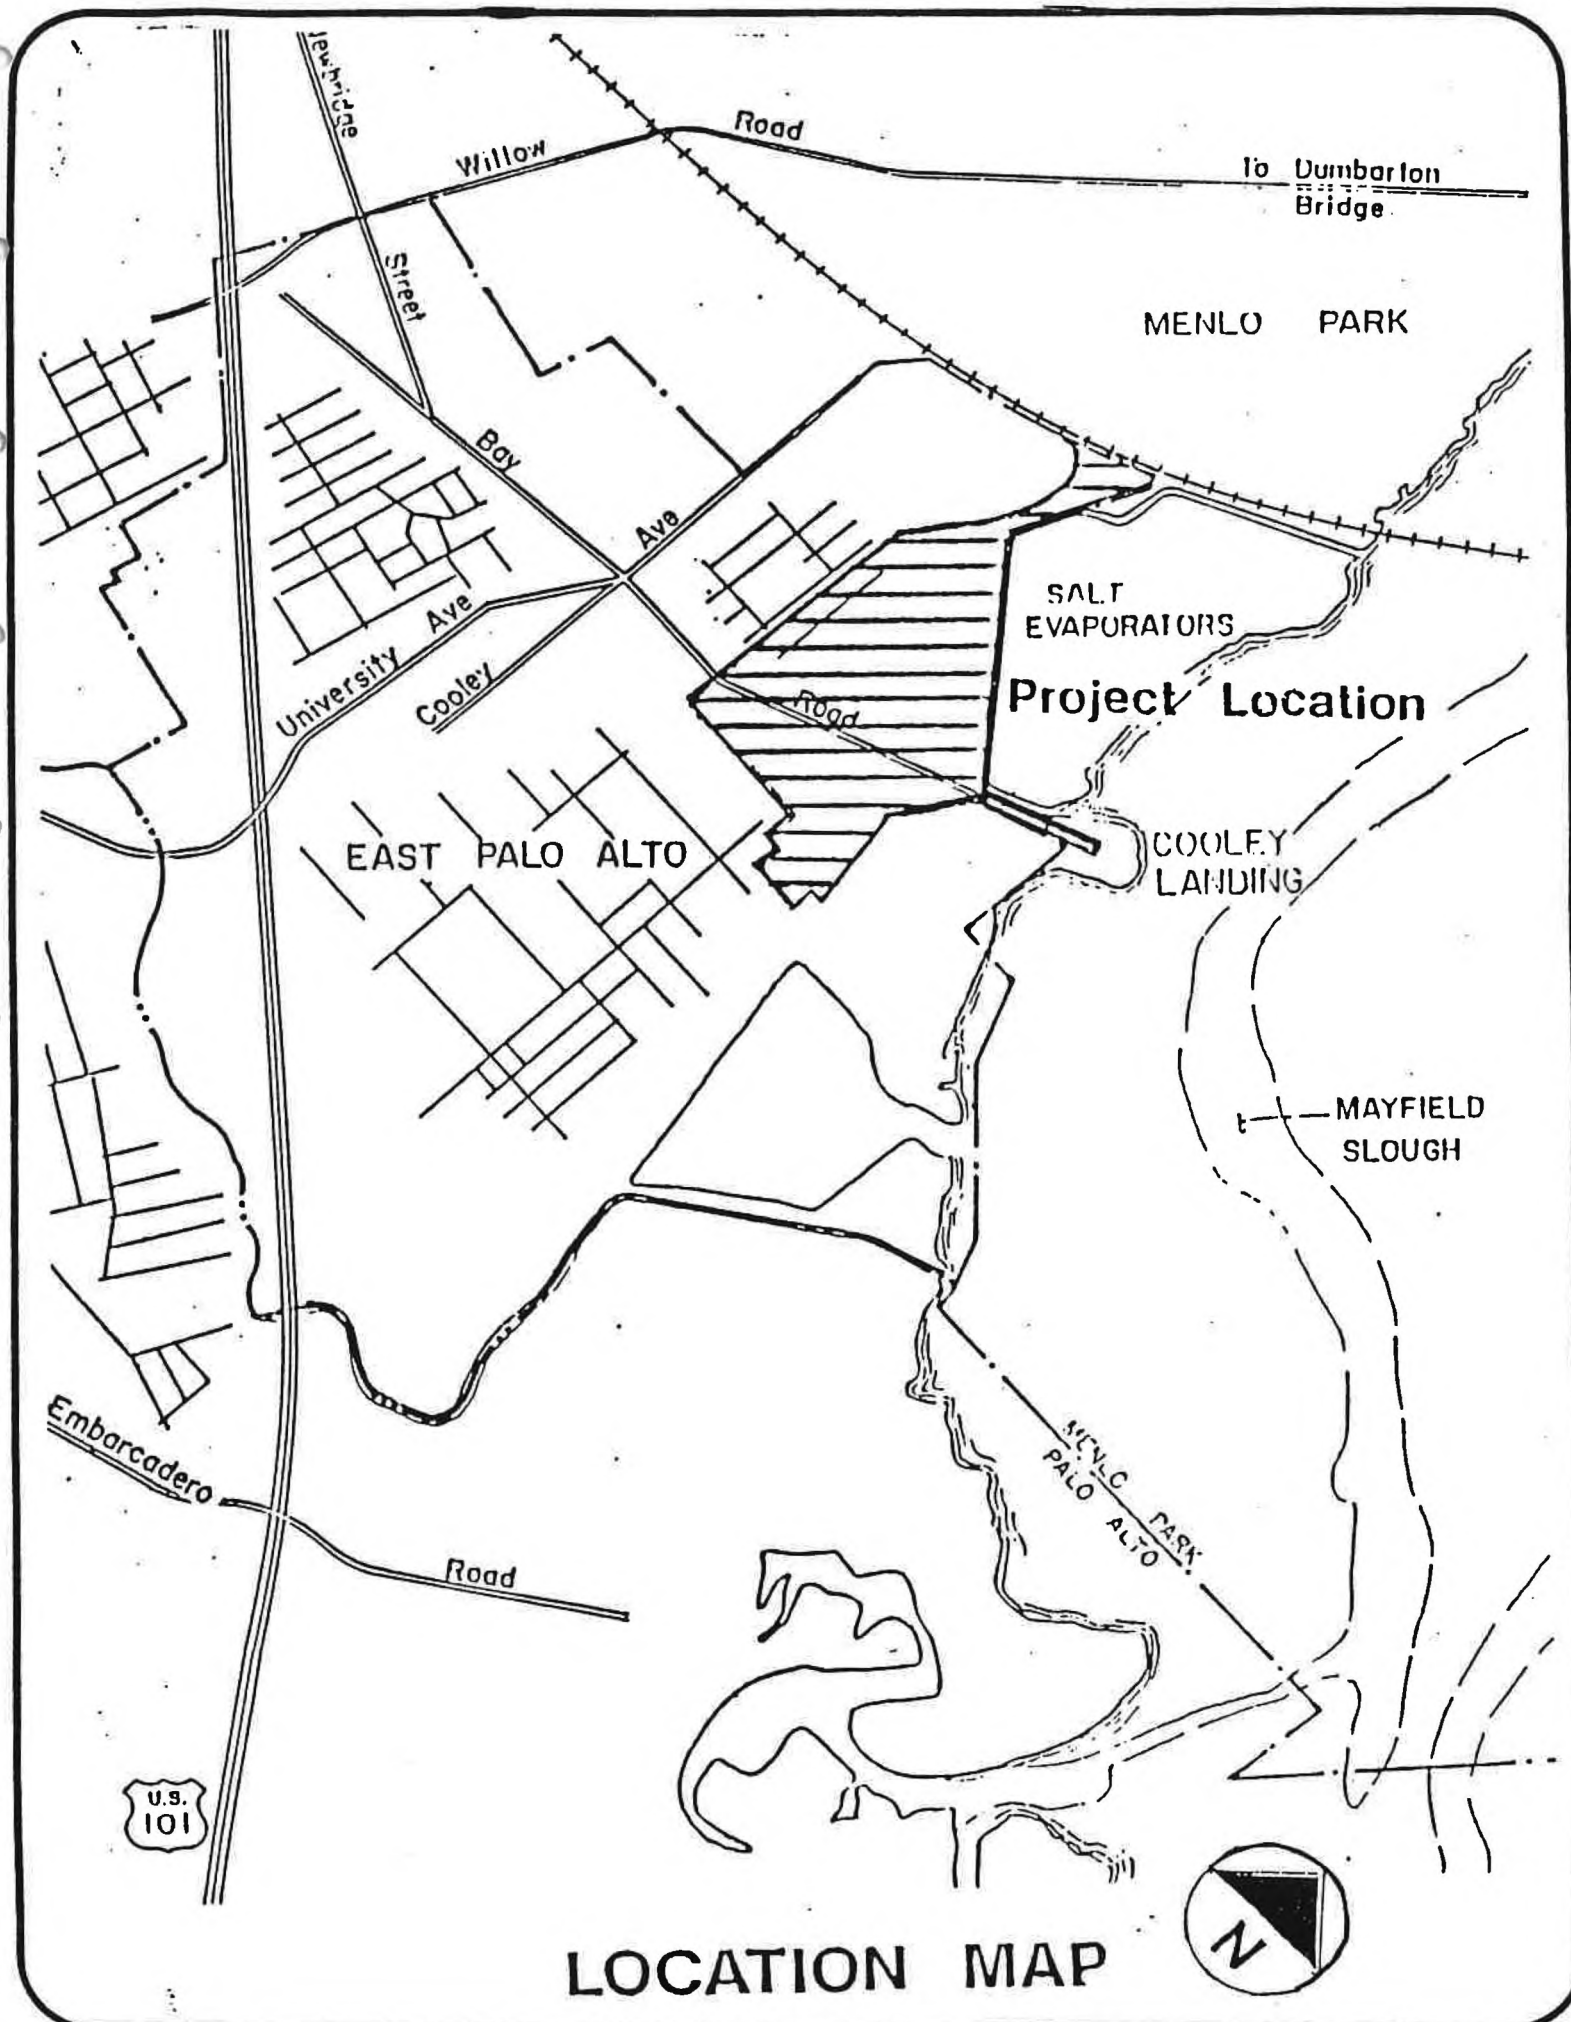 Newbridge
Street
Willow
Road
To Dumbarton
Bridge
MENLO PARK
Bay
Ave
SALT
EVAPORATORS
Ave
University
Cooley
Road
Project Location
EAST PALO ALTO
COOLEY
LANDING
MAYFIELD
SLOUGH
Embarcadero
Road
MENLO PARK
PALO ALTO
U.S.
101
N
LOCATION MAP